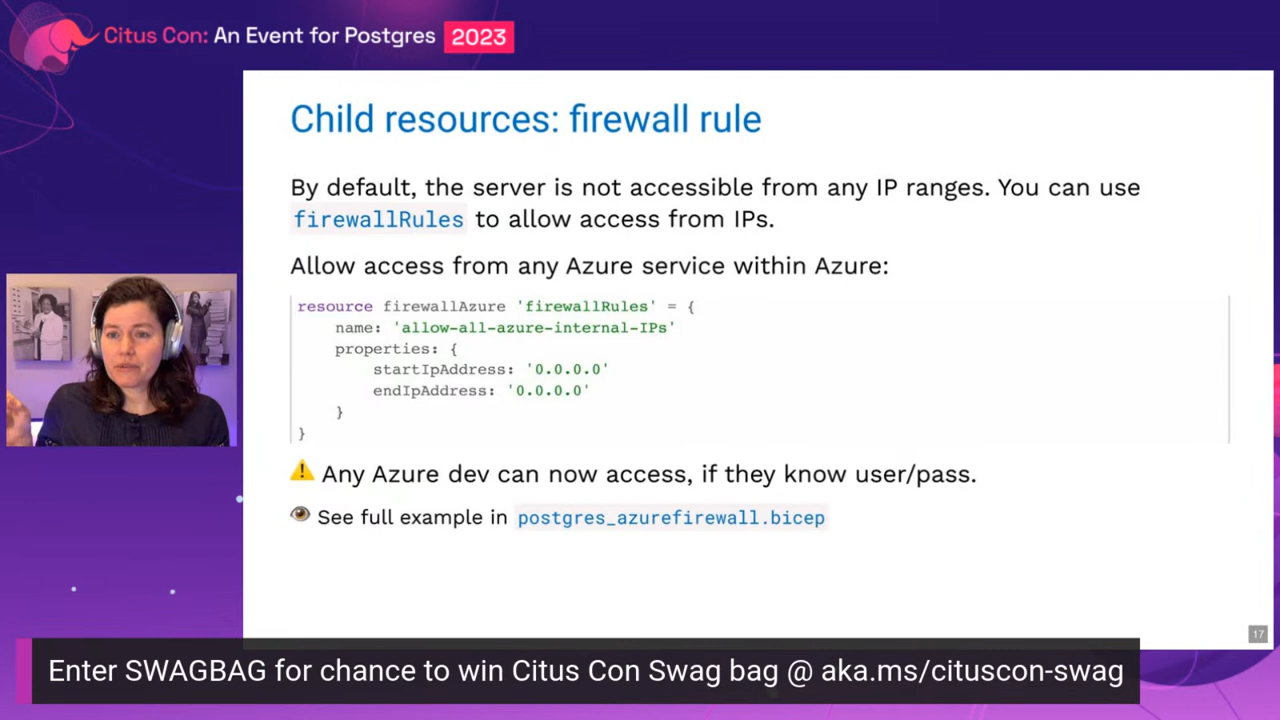 Citus Con: An Event for Postgres 2023
Child resources: firewall rule
By default, the server is not accessible from any IP ranges. You can use
firewallRules to allow access from IPs.
Allow access from any Azure service within Azure:
resource firewallAzure 'firewallRules' = {
name: 'allow-all-azure-internal-IPs'
properties: {
startIpAddress: '0.0.0.0'
endIpAddress: '0.0.0.0'
}
}
⚠️ Any Azure dev can now access, if they know user/pass.
👁️ See full example in postgres_azurefirewall.bicep
17
Enter SWAGBAG for chance to win Citus Con Swag bag @ aka.ms/cituscon-swag